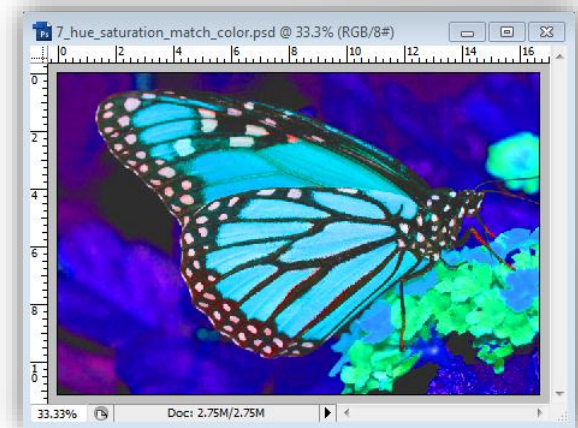 Ps 7_hue_saturation_match_color.psd @ 33.3% (RGB/8#)
0 2 4 6 8 10 12 14 16
0
2
4
6
8
1
0
33.33% Doc: 2.75M/2.75M